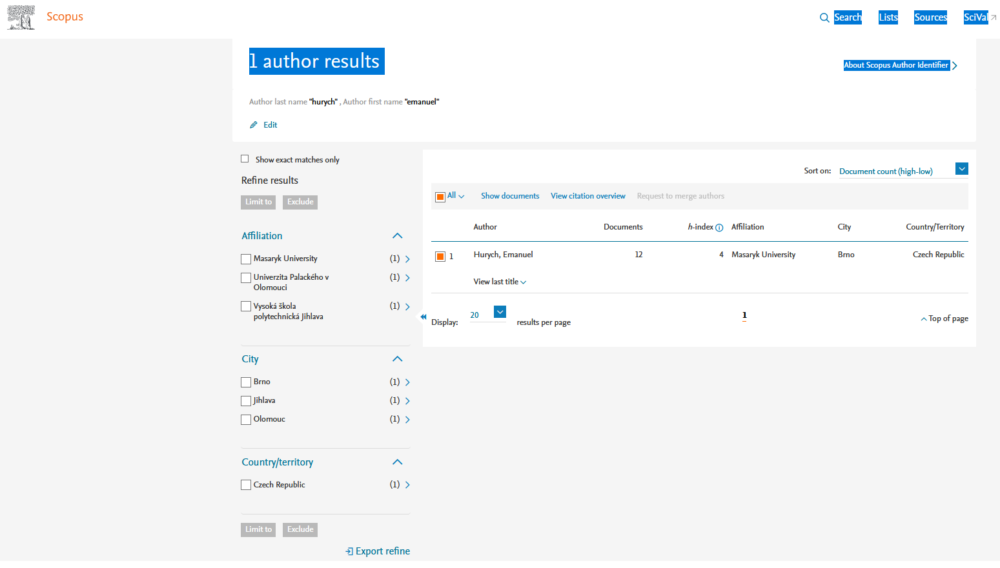 Scopus
Search Lists Sources SciVal
1 author results
About Scopus Author Identifier
Author last name "hurych" , Author first name "emanuel"
Edit
Show exact matches only
Refine results
Limit to Exclude
Affiliation
Masaryk University (1)
Univerzita Palackého v (1)
Olomouci
Vysoká škola (1)
polytechnická Jihlava
City
Brno (1)
Jihlava (1)
Olomouc (1)
Country/territory
Czech Republic (1)
Limit to Exclude
Export refine
Sort on: Document count (high-low)
All Show documents View citation overview Request to merge authors
Author Documents h-index Affiliation City Country/Territory
1 Hurych, Emanuel 12 4 Masaryk University Brno Czech Republic
View last title
Display: 20 results per page 1 Top of page